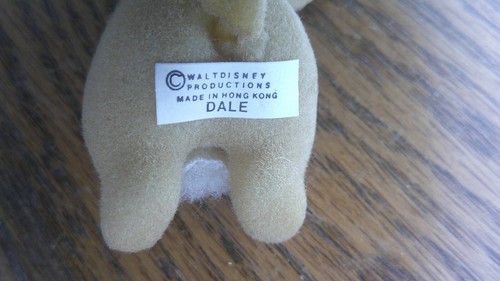 © WALT DISNEY
PRODUCTIONS
MADE IN HONG KONG
DALE